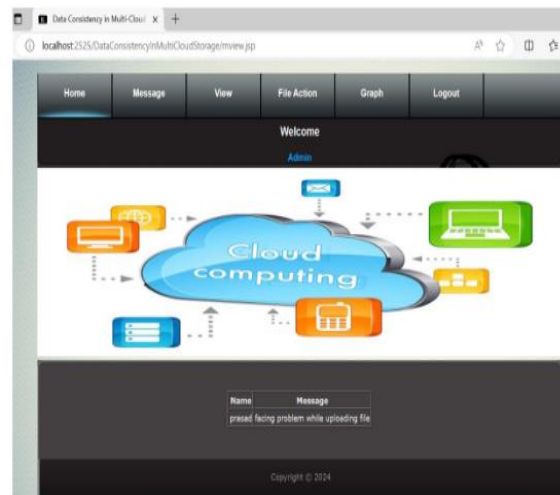 Data Consistency in Multi-Cloud
localhost:2525/DataConsistencyInMultiCloudStorage/mview.jsp
Home Message View File Action Graph Logout
Welcome
Admin
Cloud
computing
Name Message
prasad facing problem while uploading file
Copyright © 2024